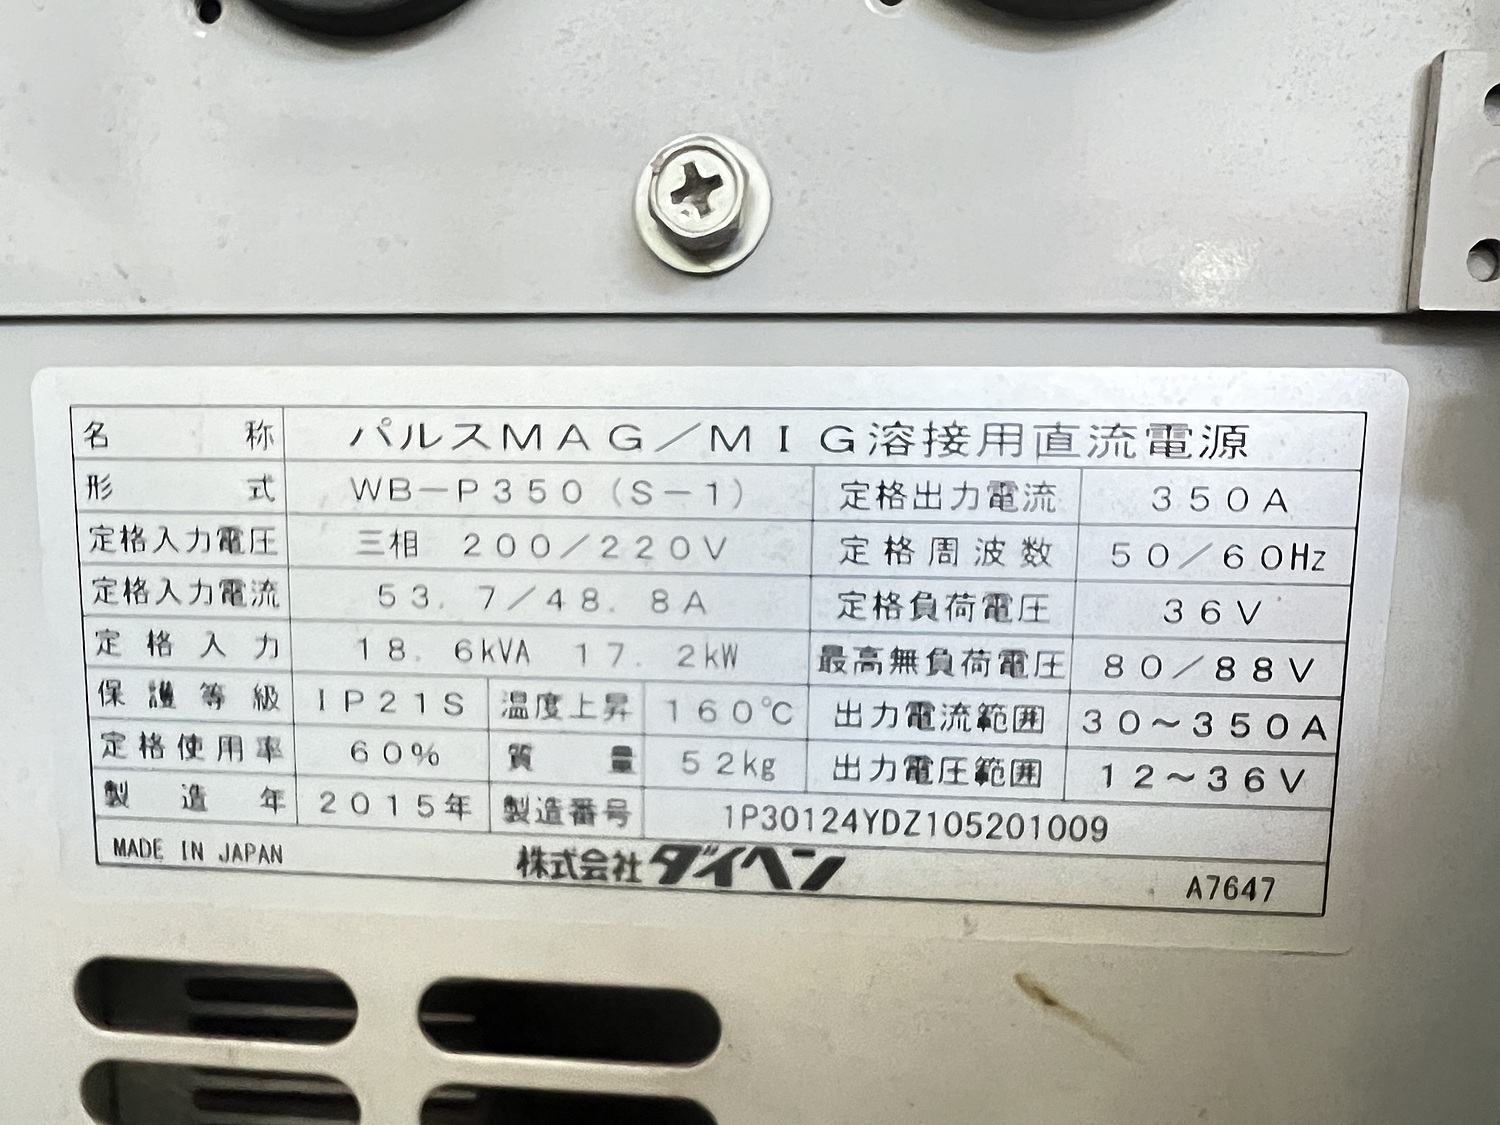 名称 パルスMAG/MIG溶接用直流電源
形式 WB-P350(S-1) 定格出力電流 350A
定格入力電圧 三相 200/220V 定格周波数 50/60Hz
定格入力電流 53.7/48.8A 定格負荷電圧 36V
定格入力 18.6kVA 17.2kW 最高無負荷電圧 80/88V
保護等級 IP21S 温度上昇 160℃ 出力電流範囲 30~350A
定格使用率 60% 質量 52kg 出力電圧範囲 12~36V
製造年 2015年 製造番号 1P30124YDZ105201009
MADE IN JAPAN 株式会社ダイヘン A7647